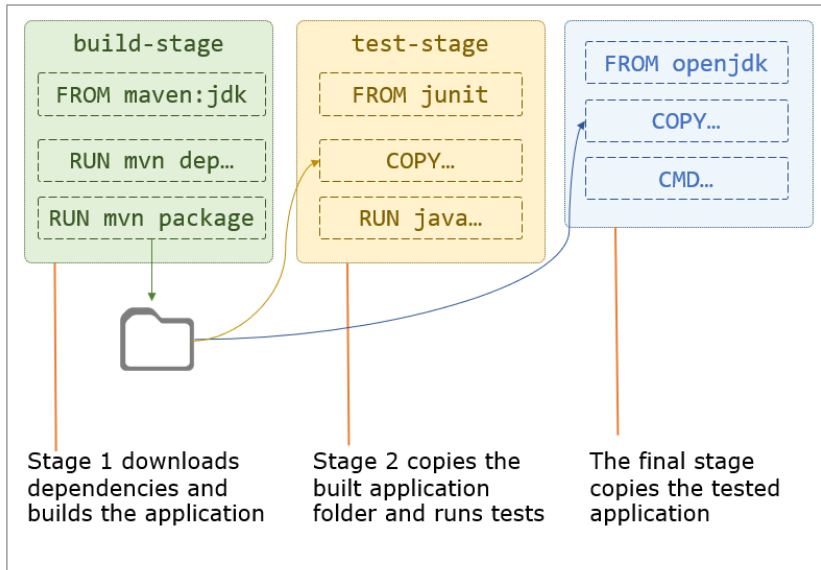 build-stage
FROM maven:jdk
RUN mvn dep…
RUN mvn package
test-stage
FROM junit
COPY…
RUN java…
FROM openjdk
COPY…
CMD…
Stage 1 downloads
dependencies and
builds the application
Stage 2 copies the
built application
folder and runs tests
The final stage
copies the tested
application